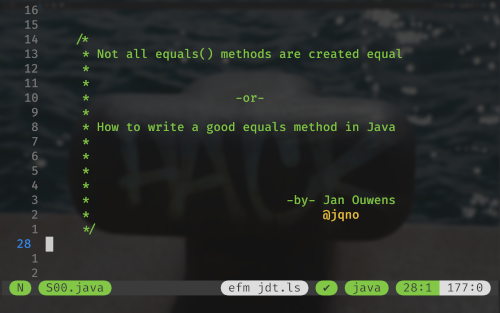 16
15
14 /*
13 * Not all equals() methods are created equal
12 *
11 *
10 * -or-
9 *
8 * How to write a good equals method in Java
7 *
6 *
5 *
4 *
3 * -by- Jan Ouwens
2 * @jqno
1 */
28
1
2
N S00.java efm jdt.ls ✔ java 28:1 177:0
HACK